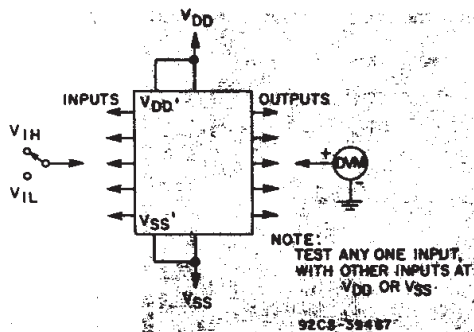 VDD
INPUTS
VDD'
OUTPUTS
VIH
+
DVM
VIL
VSS'
NOTE:
TEST ANY ONE INPUT,
WITH OTHER INPUTS AT
VDD OR VSS.
VSS
92CS-39467